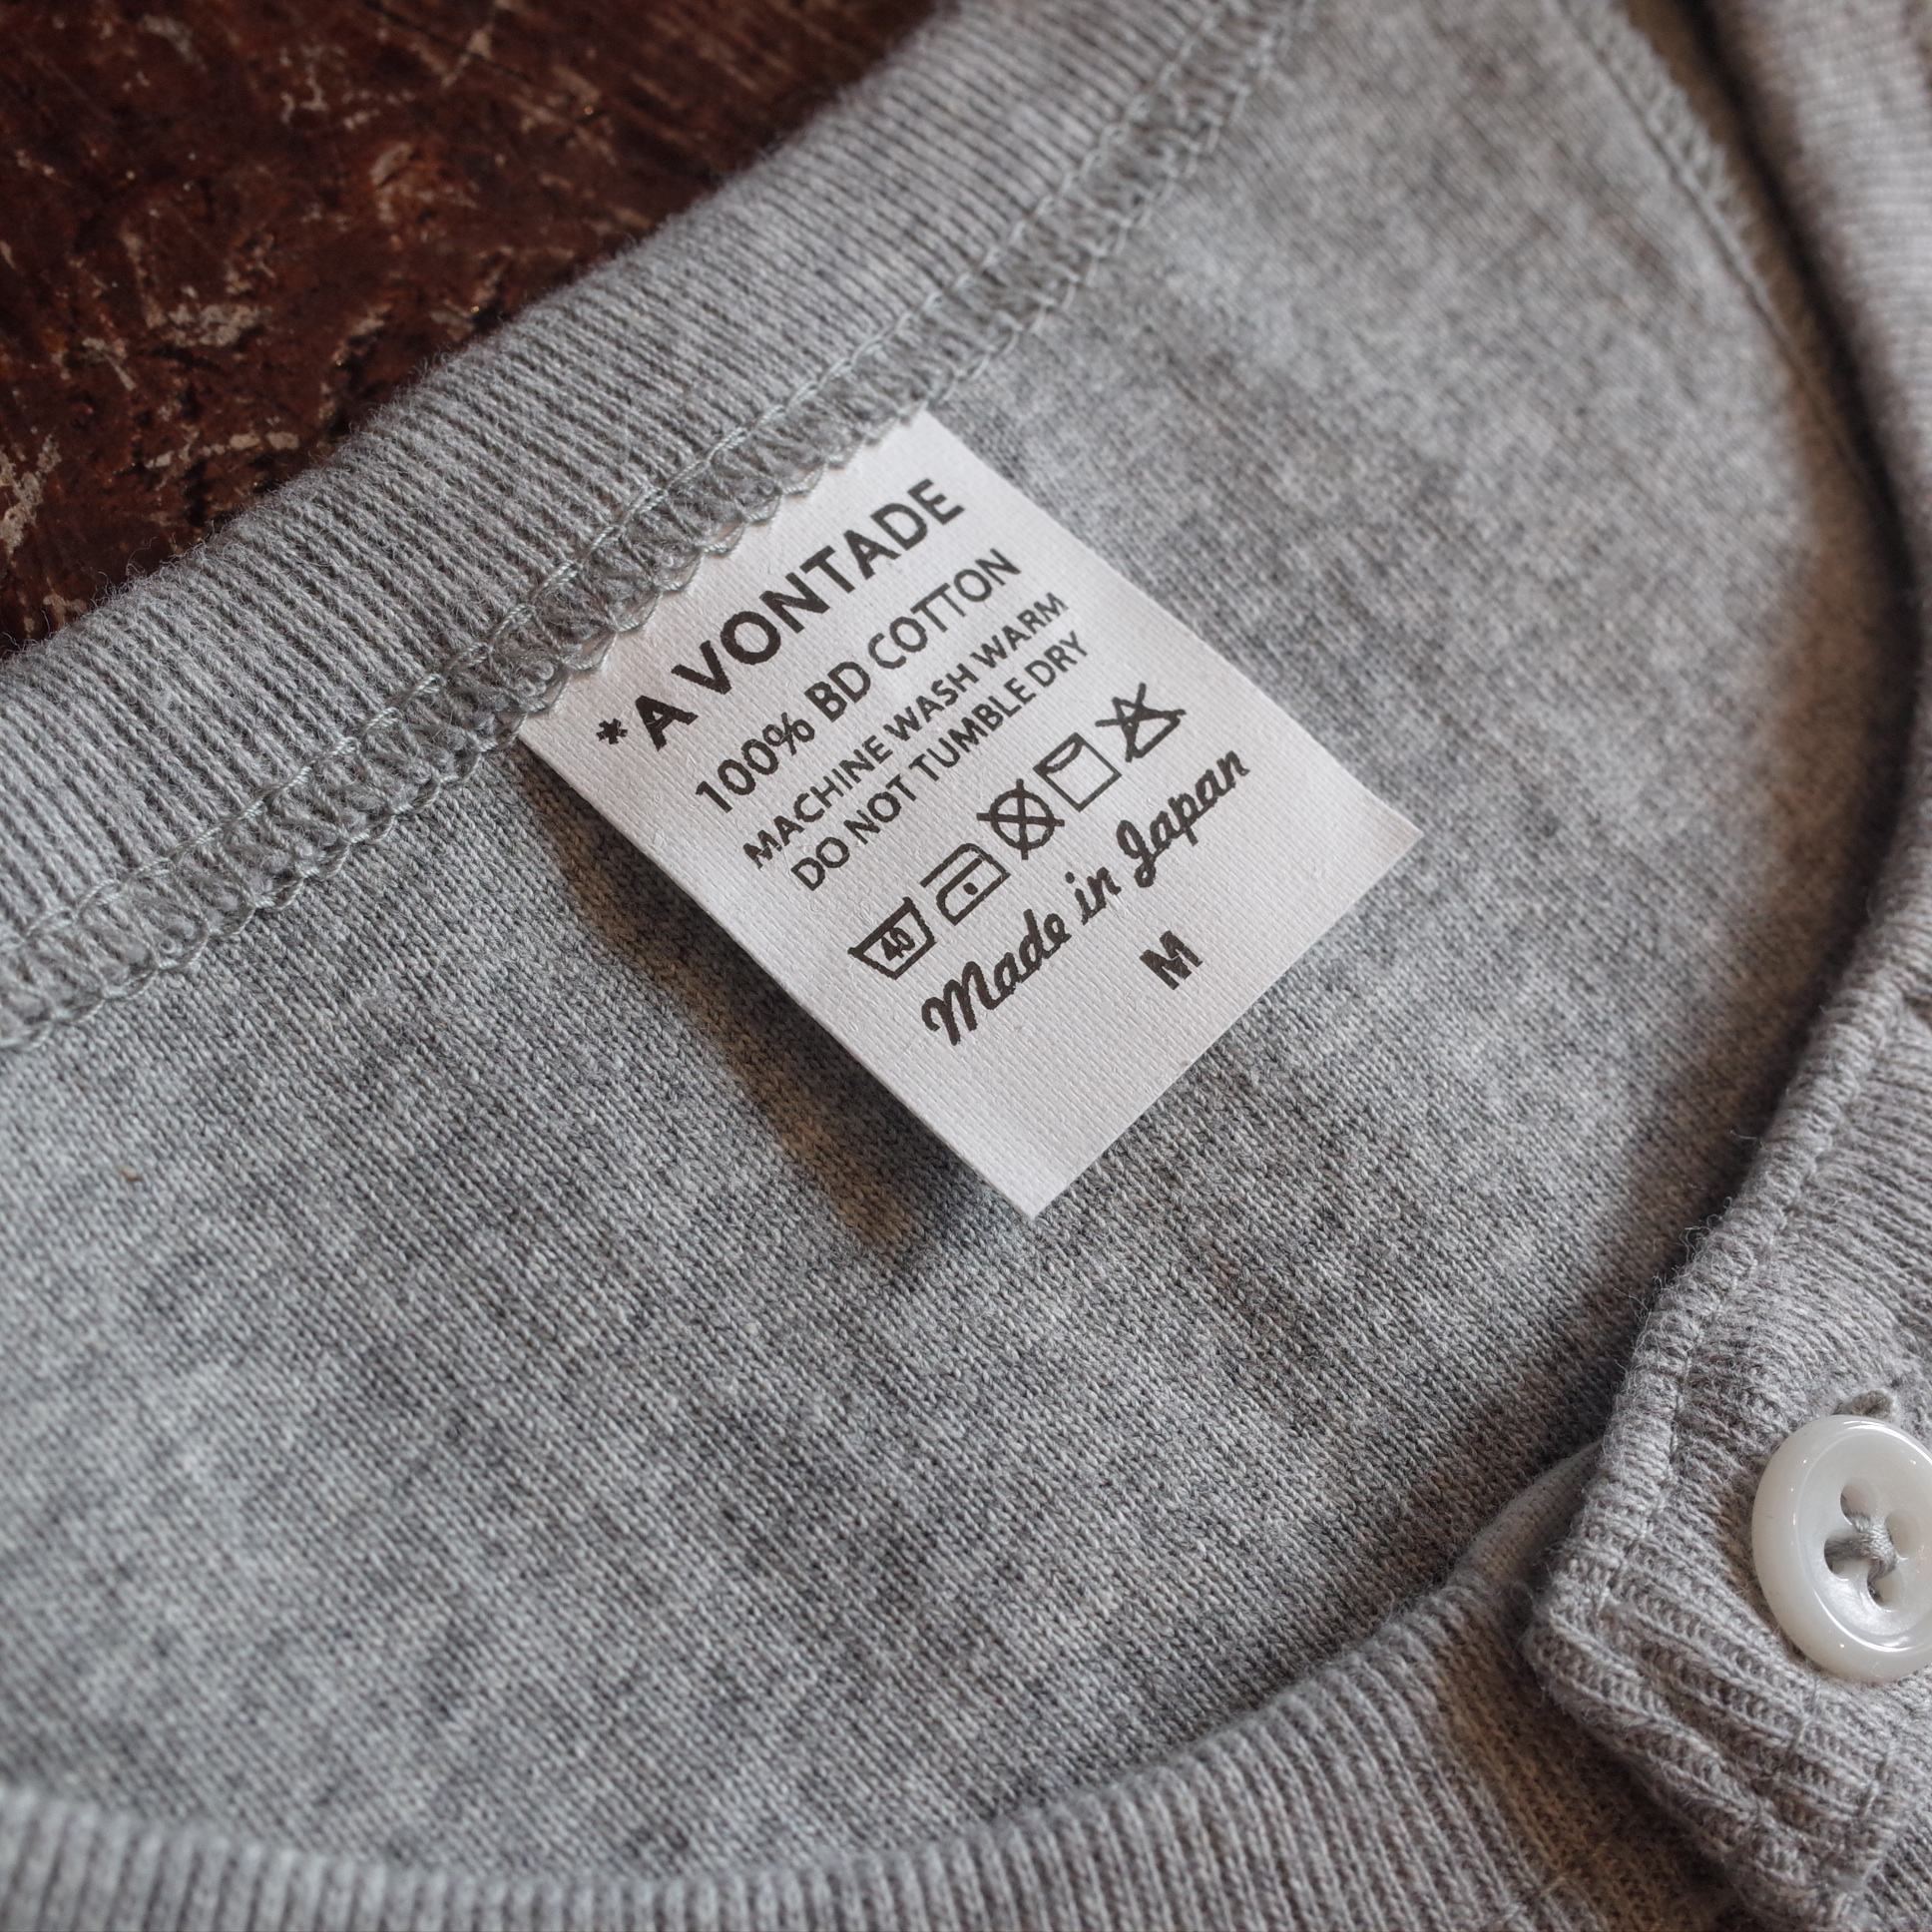 *A VONTADE
100% BD COTTON
MACHINE WASH WARM
DO NOT TUMBLE DRY
40
Made in Japan
M